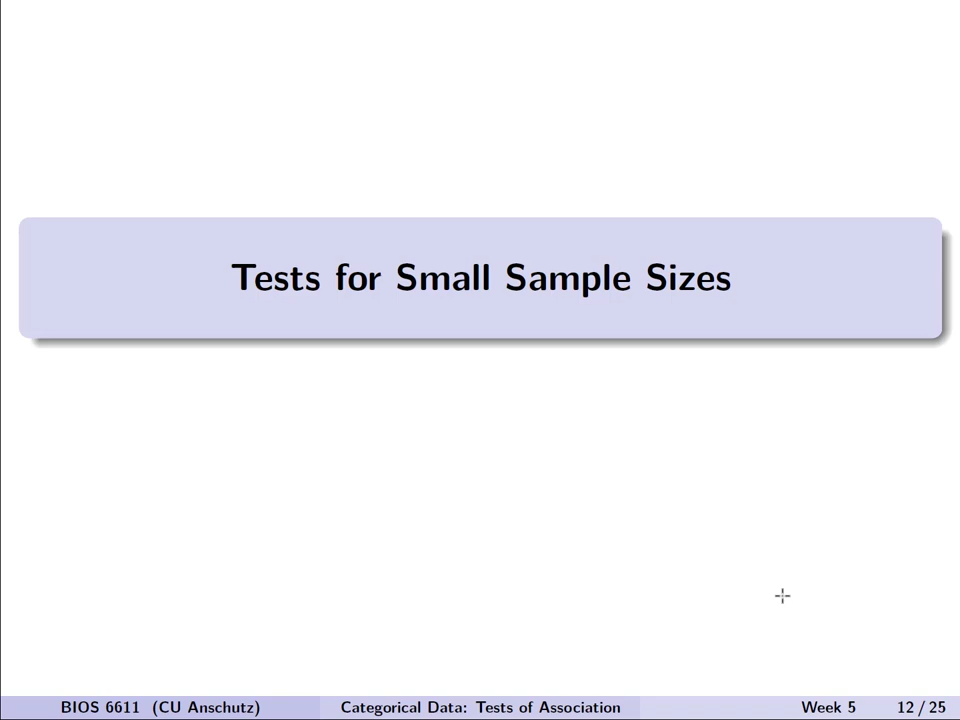 Tests for Small Sample Sizes
BIOS 6611 (CU Anschutz) Categorical Data: Tests of Association Week 5 12 / 25